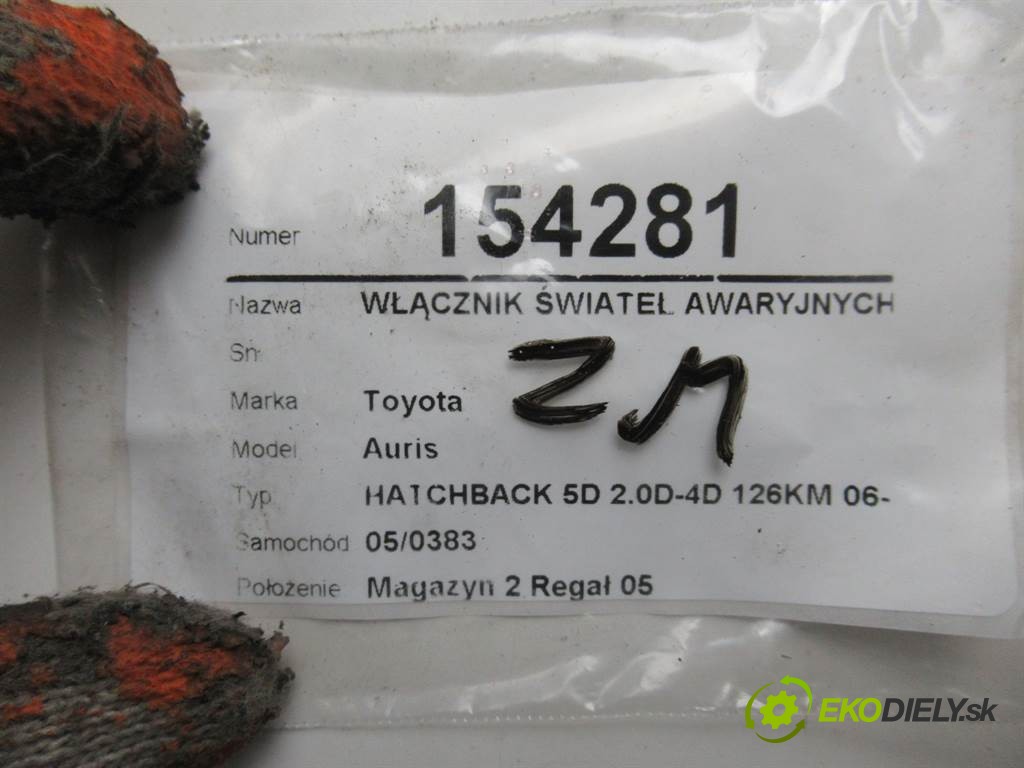 Numer 154281
Nazwa WŁĄCZNIK ŚWIATEŁ AWARYJNYCH
Sn
Marka Toyota
Model Auris
Typ HATCHBACK 5D 2.0D-4D 126KM 06-
Samochód 05/0383
Położenie Magazyn 2 Regał 05
ZM
EKODIELY.sk